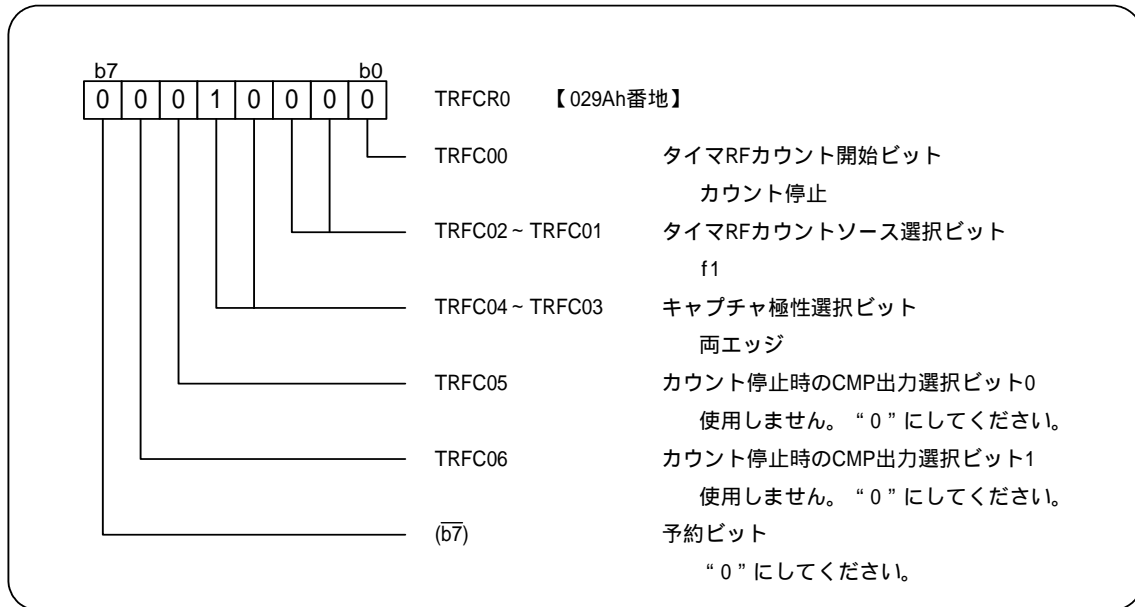 b7 b0
0 0 0 1 0 0 0 0 TRFCR0 【029Ah番地】
TRFC00 タイマRFカウント開始ビット
カウント停止
TRFC02～TRFC01 タイマRFカウントソース選択ビット
f1
TRFC04～TRFC03 キャプチャ極性選択ビット
両エッジ
TRFC05 カウント停止時のCMP出力選択ビット0
使用しません。“0”にしてください。
TRFC06 カウント停止時のCMP出力選択ビット1
使用しません。“0”にしてください。
(b7) 予約ビット
“0”にしてください。